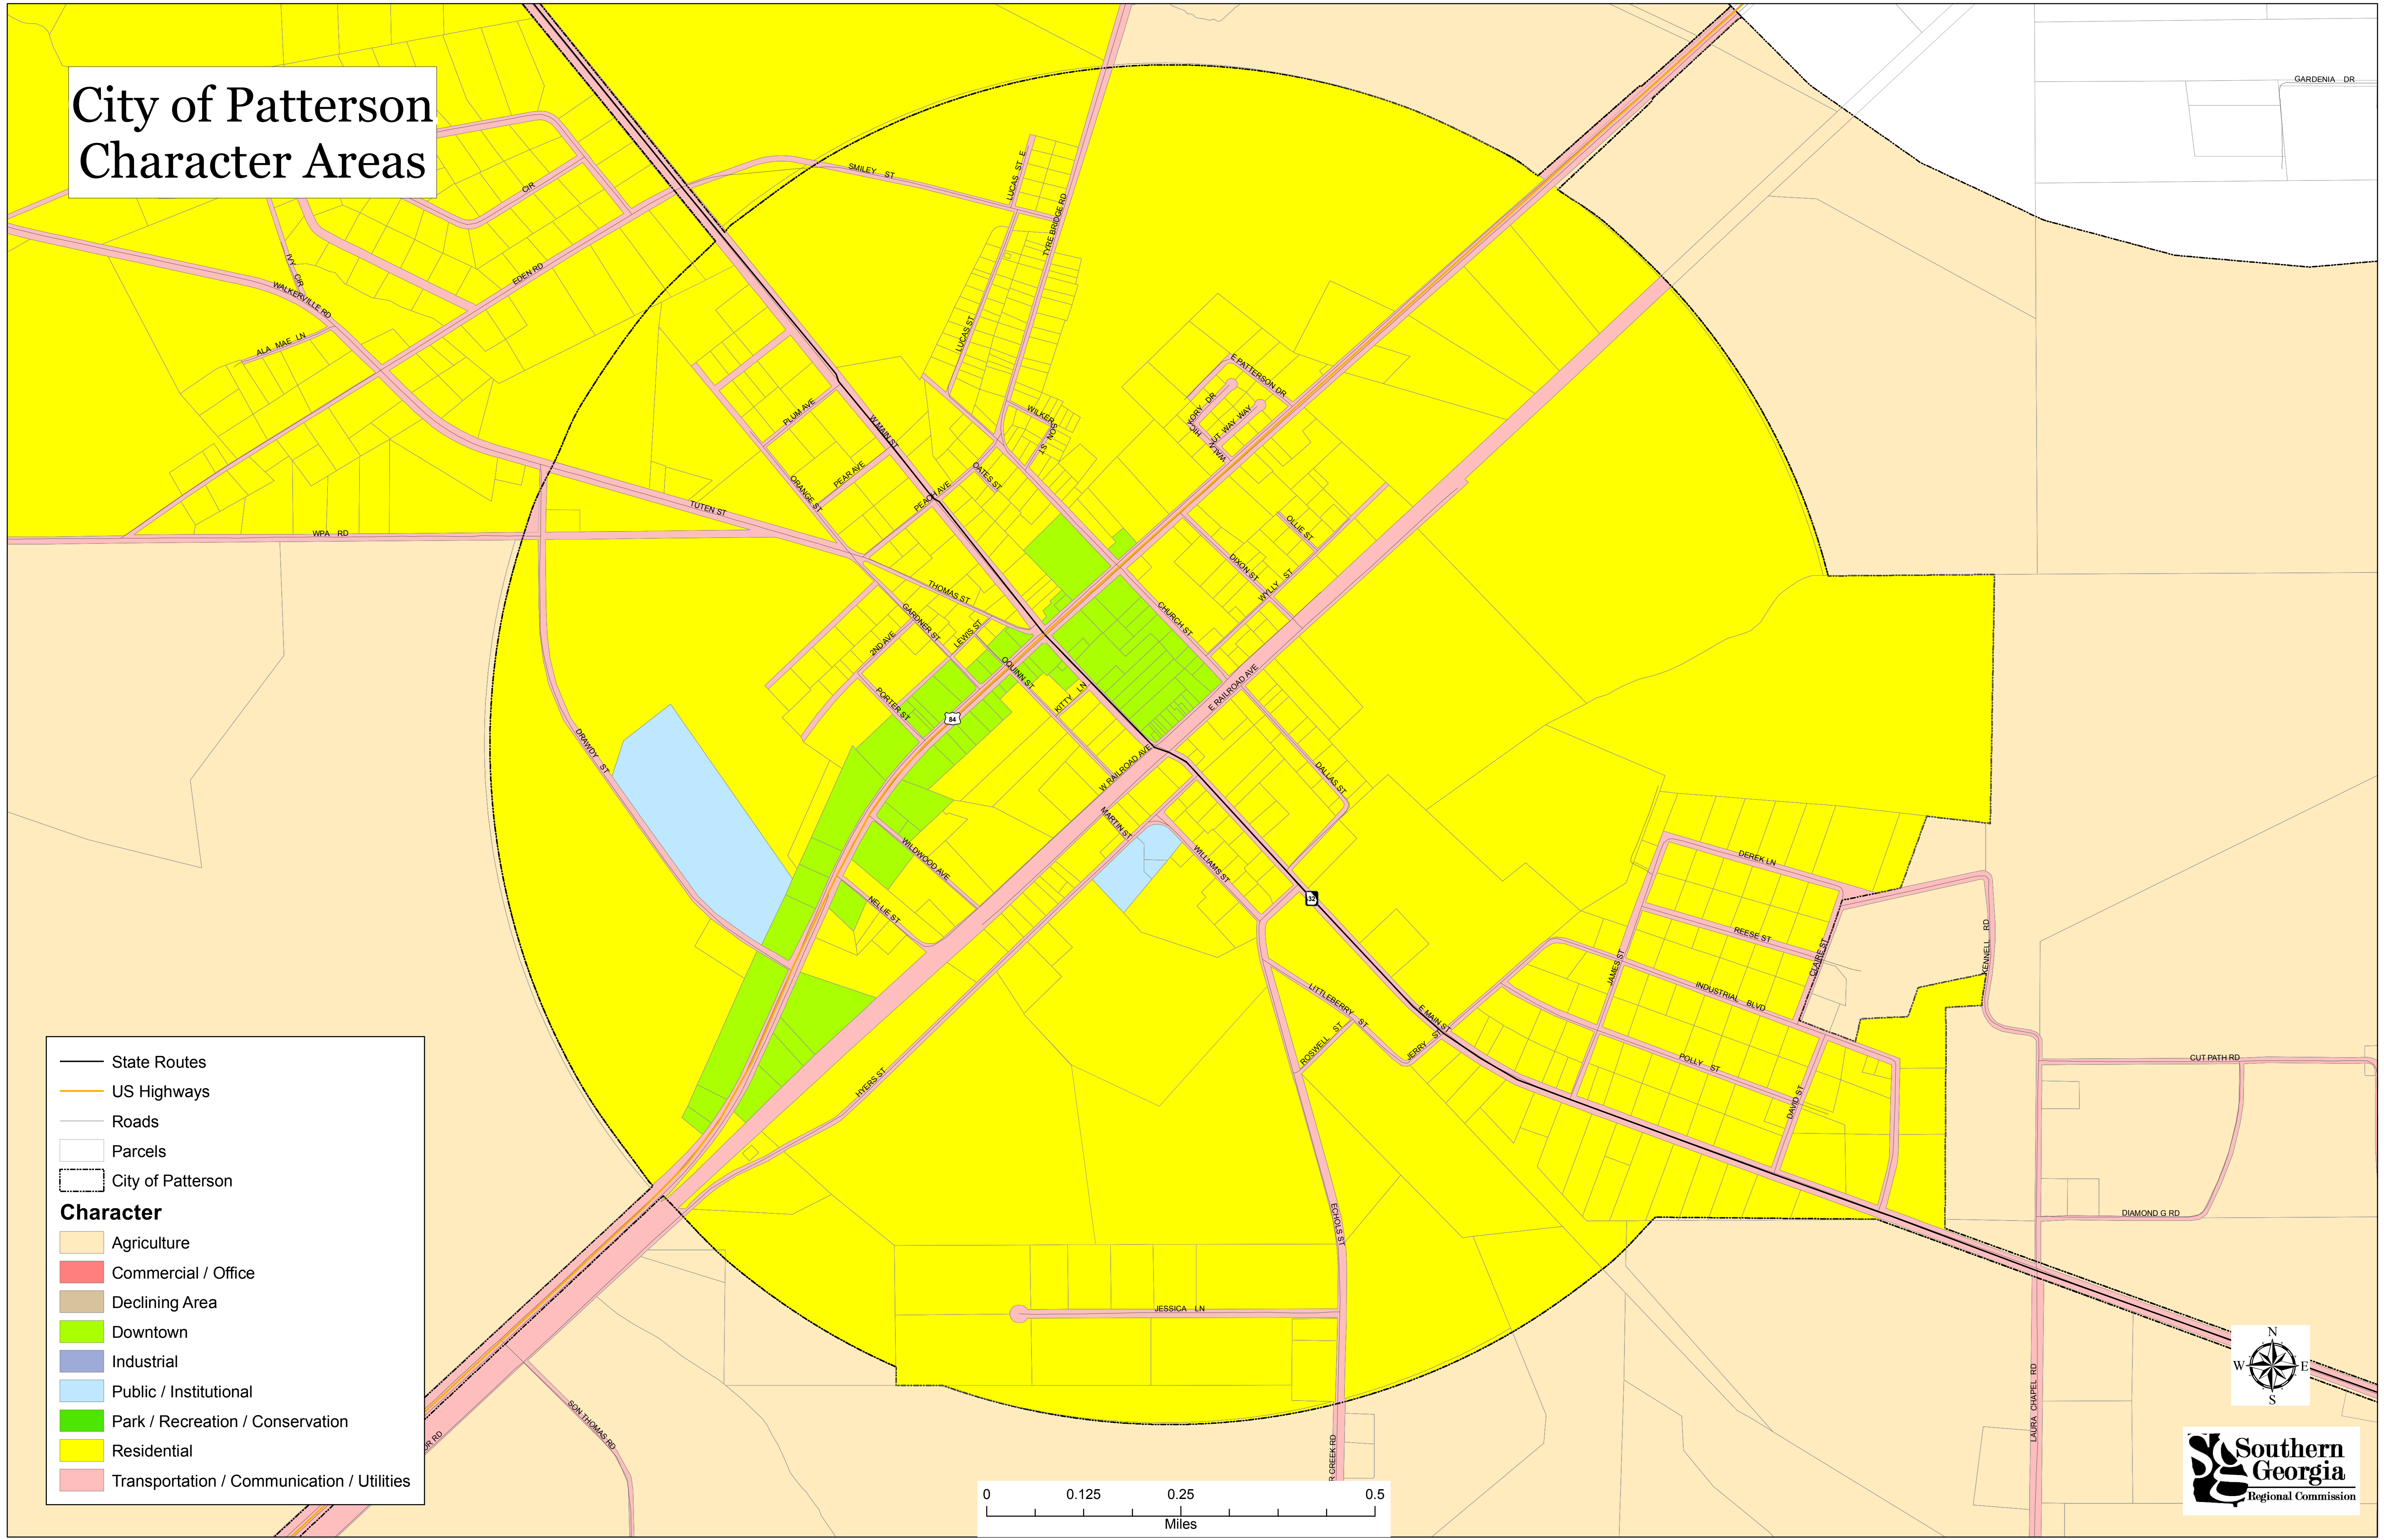 City of Patterson
Character Areas
GARDENIA DR
SMILEY ST
LUCAS ST E
TYRE BRIDGE RD
CIR
IVY CIR
EDEN RD
WALKERVILLE RD
ALA MAE LN
LUCAS ST
E PATTERSON DR
HICKORY DR
WALNUT WAY WAY
PLUM AVE
W MAIN ST
WILKERSON ST
PEAR AVE
OATES ST
ORANGE ST
PEACH AVE
TUTEN ST
WPA RD
OLLIE ST
DIXON ST
WYLLY ST
THOMAS ST
GARDNER ST
LEWIS ST
CHURCH ST
2ND AVE
OQUINN ST
KITTY LN
PORTER ST
E RAILROAD AVE
84
DRAWDY ST
W RAILROAD AVE
DALLAS ST
MARTIN ST
WILLIAMS ST
WILDWOOD AVE
NELLIE ST
32
DEREK LN
REESE ST
CLAIRE ST
KENNELL RD
JAMES ST
INDUSTRIAL BLVD
LITTLEBERRY ST
E MAIN ST
ROSWELL ST
JERRY ST
POLLY ST
DAVID ST
CUT PATH RD
HYERS ST
DIAMOND G RD
ECHOLS ST
JESSICA LN
LAURA CHAPEL RD
SON THOMAS RD
OR RD
R CREEK RD
State Routes
US Highways
Roads
Parcels
City of Patterson
Character
Agriculture
Commercial / Office
Declining Area
Downtown
Industrial
Public / Institutional
Park / Recreation / Conservation
Residential
Transportation / Communication / Utilities
0 0.125 0.25 0.5
Miles
N
W E
S
Southern
Georgia
Regional Commission